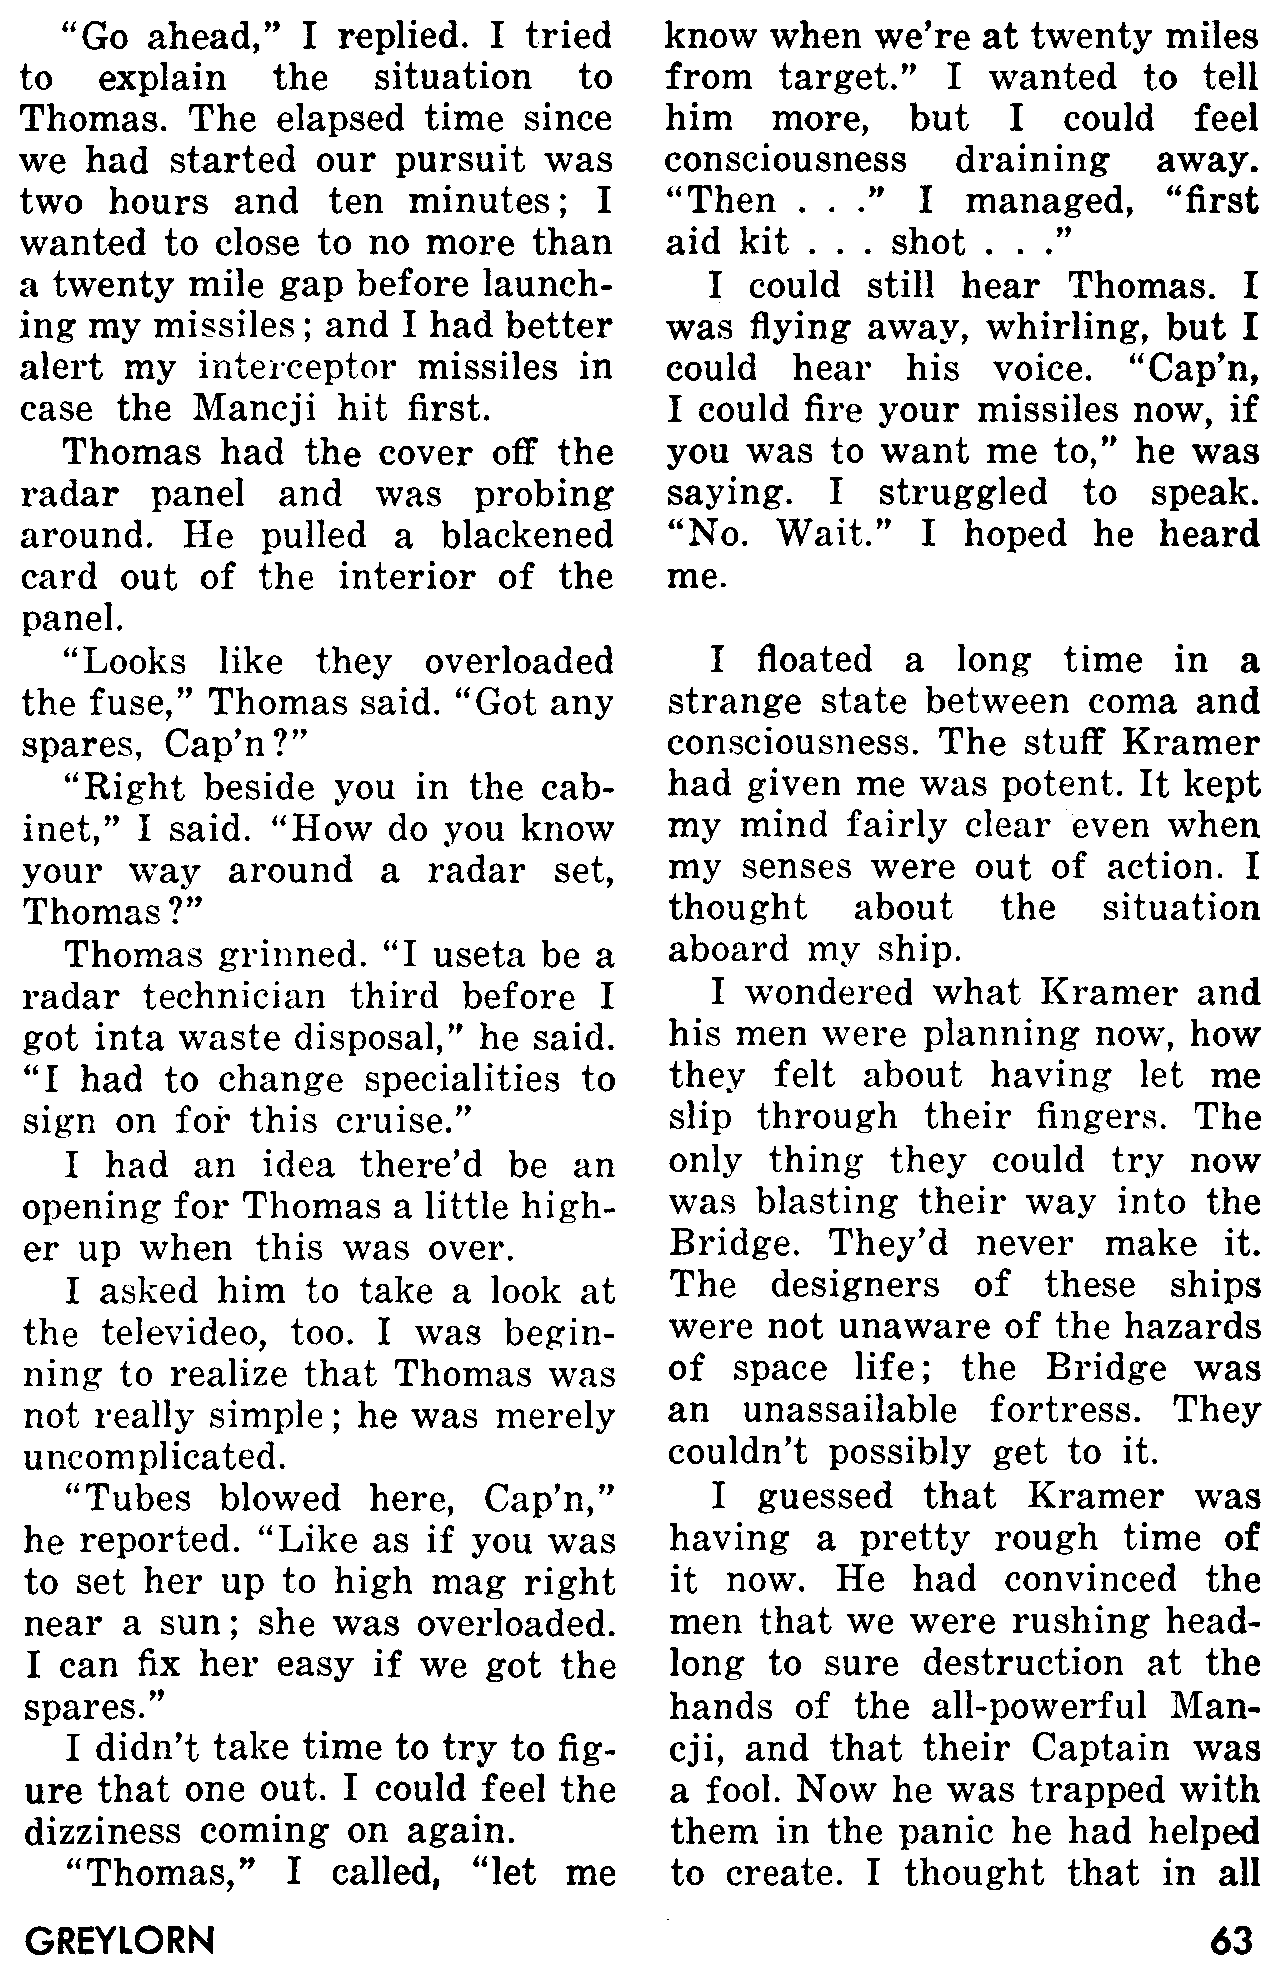 “Go ahead,” I replied. I tried
to explain the situation to
Thomas. The elapsed time since
we had started our pursuit was
two hours and ten minutes; I
wanted to close to no more than
a twenty mile gap before launch-
ing my missiles; and I had better
alert my interceptor missiles in
case the Mancji hit first.
Thomas had the cover off the
radar panel and was probing
around. He pulled a blackened
card out of the interior of the
panel.
“Looks like they overloaded
the fuse,” Thomas said. “Got any
spares, Cap’n?”
“Right beside you in the cab-
inet,” I said. “How do you know
your way around a radar set,
Thomas?”
Thomas grinned. “I useta be a
radar technician third before I
got inta waste disposal,” he said.
“I had to change specialities to
sign on for this cruise.”
I had an idea there’d be an
opening for Thomas a little high-
er up when this was over.
I asked him to take a look at
the televideo, too. I was begin-
ning to realize that Thomas was
not really simple; he was merely
uncomplicated.
“Tubes blowed here, Cap’n,”
he reported. “Like as if you was
to set her up to high mag right
near a sun; she was overloaded.
I can fix her easy if we got the
spares.”
I didn’t take time to try to fig-
ure that one out. I could feel the
dizziness coming on again.
“Thomas,” I called, “let me
know when we’re at twenty miles
from target.” I wanted to tell
him more, but I could feel
consciousness draining away.
“Then . . .” I managed, “first
aid kit . . . shot . . .”
I could still hear Thomas. I
was flying away, whirling, but I
could hear his voice. “Cap’n,
I could fire your missiles now, if
you was to want me to,” he was
saying. I struggled to speak.
“No. Wait.” I hoped he heard
me.
I floated a long time in a
strange state between coma and
consciousness. The stuff Kramer
had given me was potent. It kept
my mind fairly clear even when
my senses were out of action. I
thought about the situation
aboard my ship.
I wondered what Kramer and
his men were planning now, how
they felt about having let me
slip through their fingers. The
only thing they could try now
was blasting their way into the
Bridge. They’d never make it.
The designers of these ships
were not unaware of the hazards
of space life; the Bridge was
an unassailable fortress. They
couldn’t possibly get to it.
I guessed that Kramer was
having a pretty rough time of
it now. He had convinced the
men that we were rushing head-
long to sure destruction at the
hands of the all-powerful Man-
cji, and that their Captain was
a fool. Now he was trapped with
them in the panic he had helped
to create. I thought that in all
GREYLORN 63